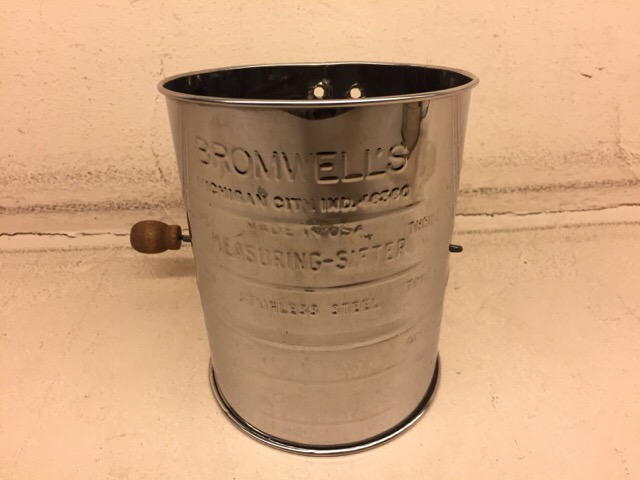 BROMWELL'S
MICHIGAN CITY, IND. 46360
MADE IN USA
MEASURING-SIFTER
STAINLESS STEEL